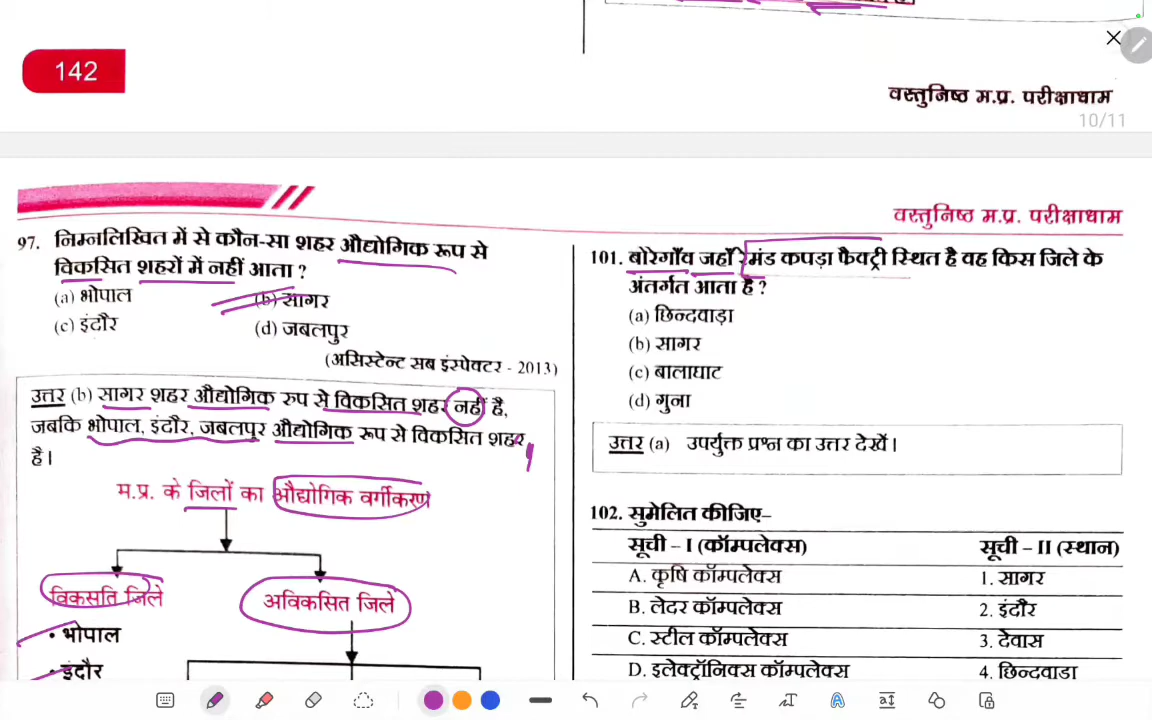 142
वस्तुनिष्ठ म.प्र. परीक्षाधाम
10/11
वस्तुनिष्ठ म.प्र. परीक्षाधाम
97. निम्नलिखित में से कौन-सा शहर औद्योगिक रूप से
विकसित शहरों में नहीं आता ?
(a) भोपाल (b) सागर
(c) इंदौर (d) जबलपुर
(असिस्टेन्ट सब इंस्पेक्टर - 2013)
उत्तर (b) सागर शहर औद्योगिक रुप से विकसित शहर नहीं है,
जबकि भोपाल, इंदौर, जबलपुर औद्योगिक रूप से विकसित शहर
है।
म.प्र. के जिलों का औद्योगिक वर्गीकरण
विकसति जिले
अविकसित जिले
• भोपाल
• इंदौर
101. बोरेगाँव जहाँ रेमंड कपड़ा फैक्ट्री स्थित है वह किस जिले के
अंतर्गत आता है ?
(a) छिन्दवाड़ा
(b) सागर
(c) बालाघाट
(d) गुना
उत्तर (a) उपर्युक्त प्रश्न का उत्तर देखें।
102. सुमेलित कीजिए–
सूची – I (कॉम्पलेक्स) सूची – II (स्थान)
A. कृषि कॉम्पलेक्स 1. सागर
B. लेदर कॉम्पलेक्स 2. इंदौर
C. स्टील कॉम्पलेक्स 3. देवास
D. इलेक्ट्रॉनिक्स कॉम्पलेक्स 4. छिन्दवाडा